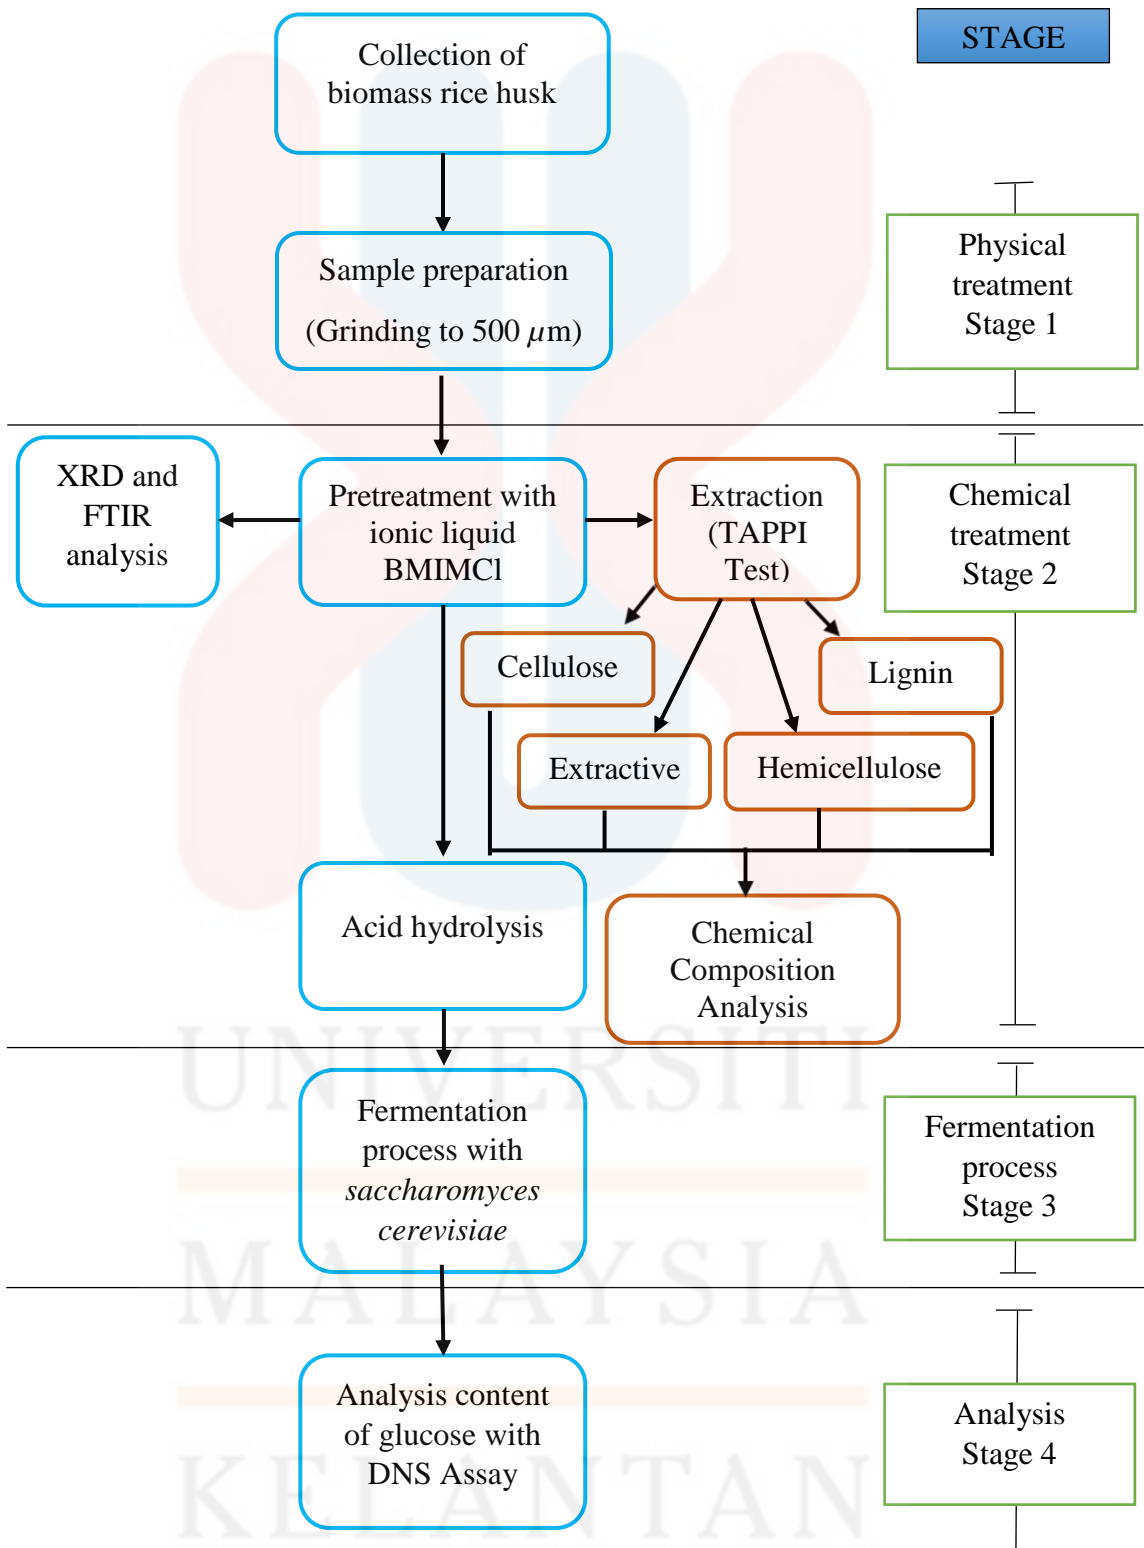 Collection of
biomass rice husk
STAGE
Sample preparation
(Grinding to 500 µm)
Physical
treatment
Stage 1
XRD and
FTIR
analysis
Pretreatment with
ionic liquid
BMIMCl
Extraction
(TAPPI
Test)
Chemical
treatment
Stage 2
Cellulose
Lignin
Extractive
Hemicellulose
Acid hydrolysis
Chemical
Composition
Analysis
UNIVERSITI
Fermentation
process with
saccharomyces
cerevisiae
Fermentation
process
Stage 3
MALAYSIA
Analysis content
of glucose with
DNS Assay
Analysis
Stage 4
KELANTAN